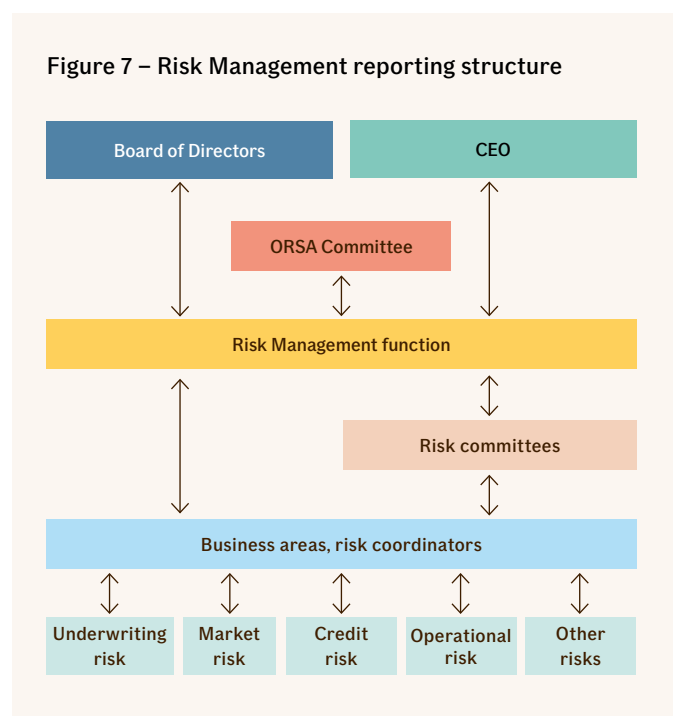 Figure 7 – Risk Management reporting structure
Board of Directors
CEO
ORSA Committee
Risk Management function
Risk committees
Business areas, risk coordinators
Underwriting
risk
Market
risk
Credit
risk
Operational
risk
Other
risks